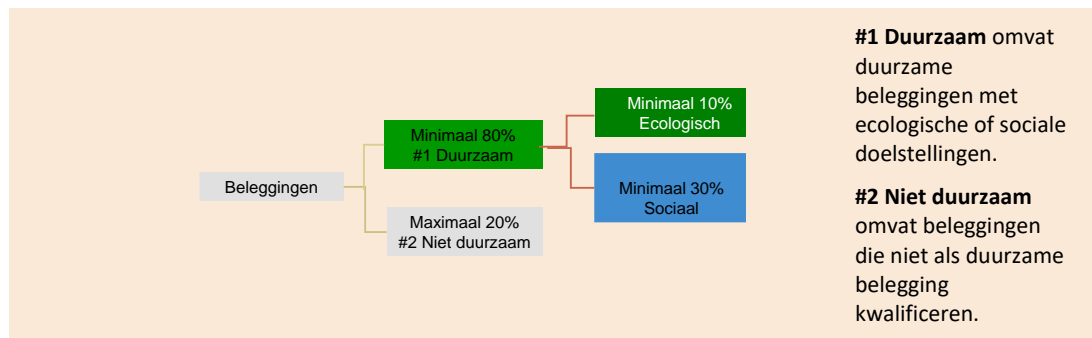 Beleggingen
Minimaal 80%
#1 Duurzaam
Maximaal 20%
#2 Niet duurzaam
Minimaal 10%
Ecologisch
Minimaal 30%
Sociaal
#1 Duurzaam omvat
duurzame
beleggingen met
ecologische of sociale
doelstellingen.
#2 Niet duurzaam
omvat beleggingen
die niet als duurzame
belegging
kwalificeren.